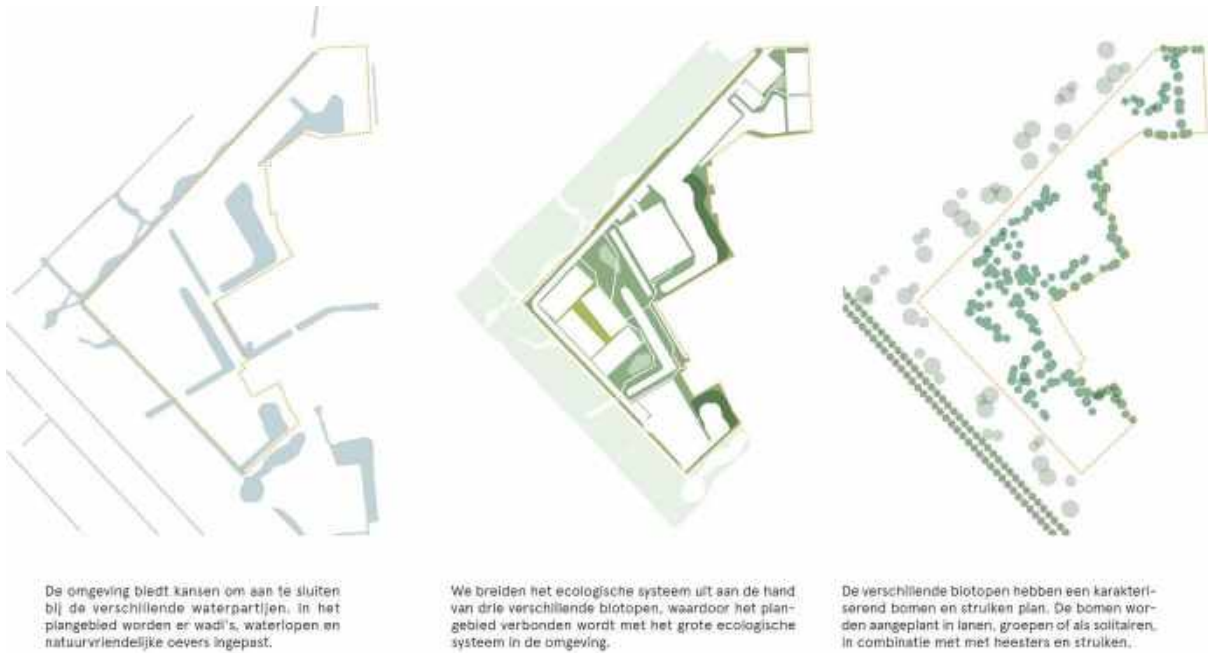 De omgeving biedt kansen om aan te sluiten
bij de verschillende waterpartijen. In het
plangebied worden er wadi's, waterlopen en
natuurvriendelijke oevers ingepast.
We breiden het ecologische systeem uit aan de hand
van drie verschillende biotopen, waardoor het plan-
gebied verbonden wordt met het grote ecologische
systeem in de omgeving.
De verschillende biotopen hebben een karakteri-
serend bomen en struiken plan. De bomen wor-
den aangeplant in lanen, groepen of als solitairen,
in combinatie met met heesters en struiken.